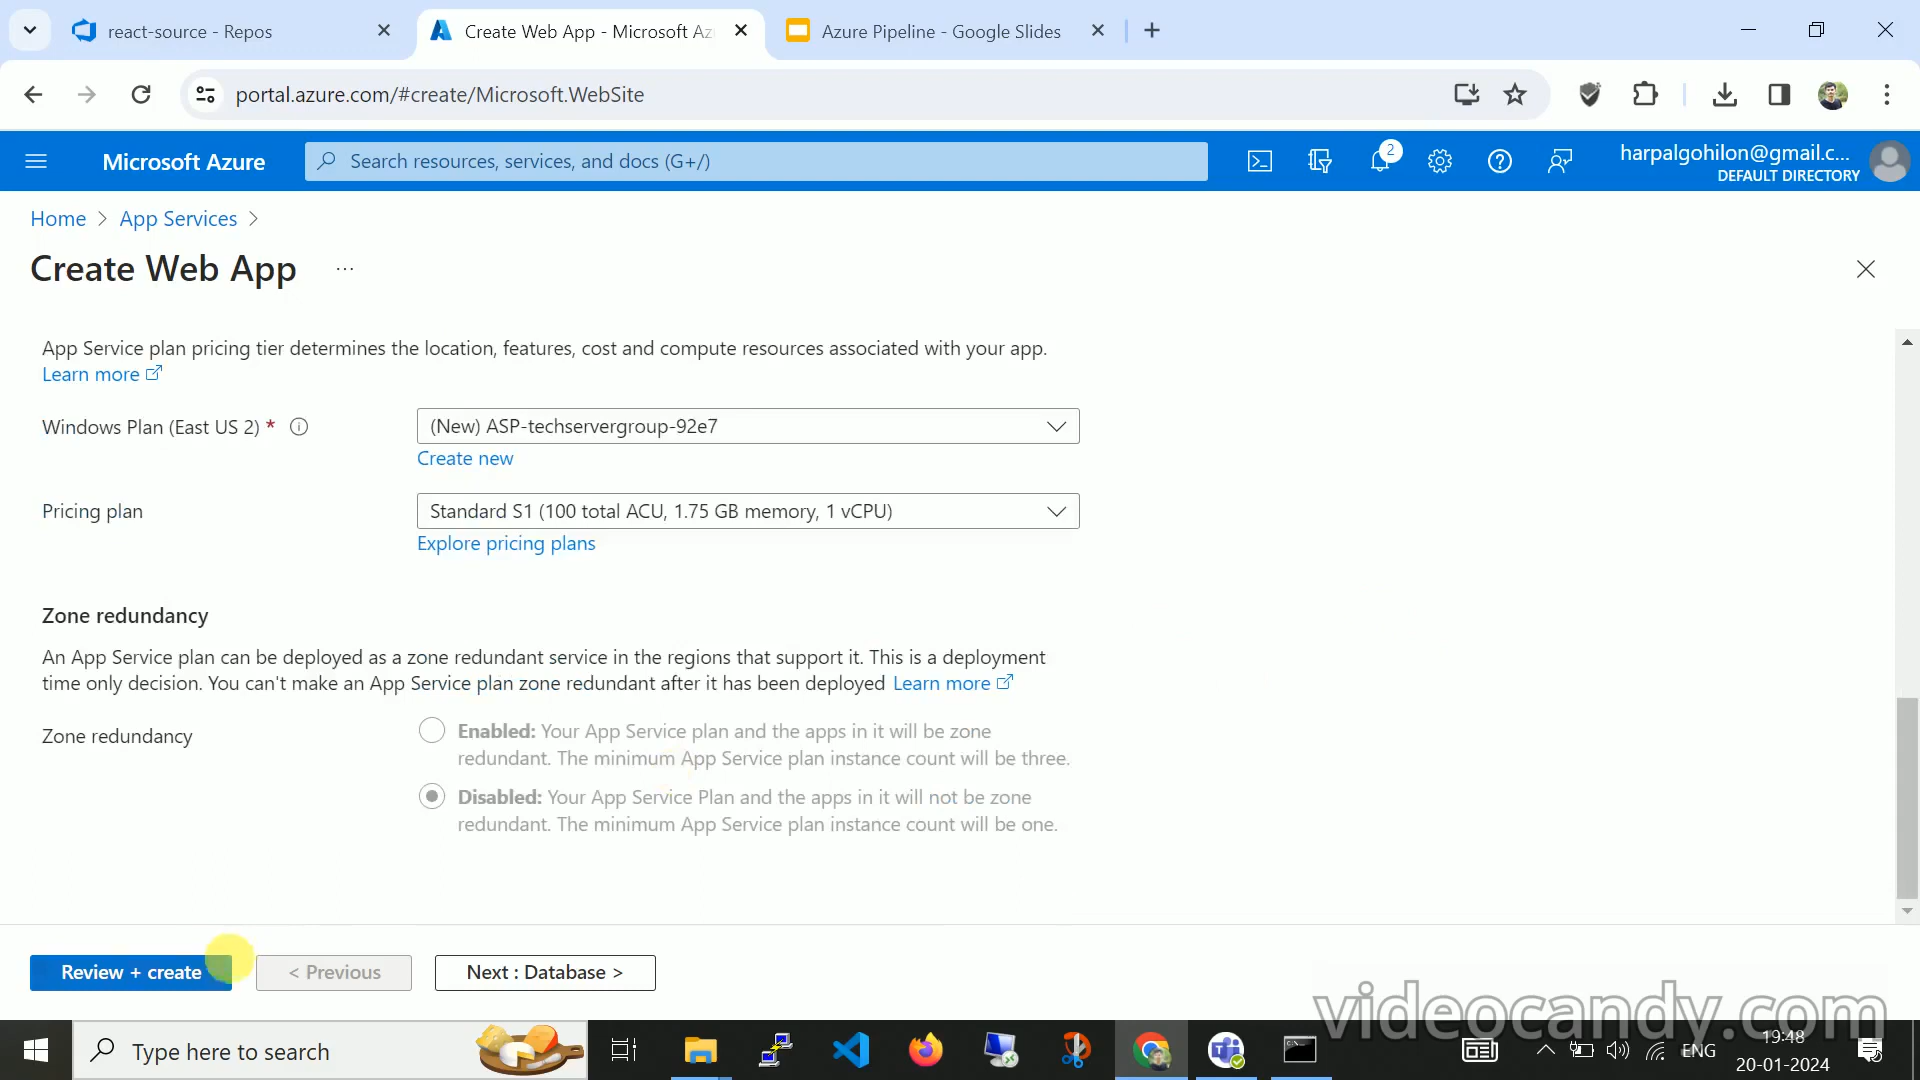 react-source - Repos
Create Web App - Microsoft Az
Azure Pipeline - Google Slides
portal.azure.com/#create/Microsoft.WebSite
Microsoft Azure
Search resources, services, and docs (G+/)
2
harpalgohilon@gmail.c...
DEFAULT DIRECTORY
Home > App Services >
Create Web App ...
App Service plan pricing tier determines the location, features, cost and compute resources associated with your app.
Learn more
Windows Plan (East US 2) *
(New) ASP-techservergroup-92e7
Create new
Pricing plan
Standard S1 (100 total ACU, 1.75 GB memory, 1 vCPU)
Explore pricing plans
Zone redundancy
An App Service plan can be deployed as a zone redundant service in the regions that support it. This is a deployment
time only decision. You can't make an App Service plan zone redundant after it has been deployed Learn more
Zone redundancy
Enabled: Your App Service plan and the apps in it will be zone
redundant. The minimum App Service plan instance count will be three.
Disabled: Your App Service Plan and the apps in it will not be zone
redundant. The minimum App Service plan instance count will be one.
Review + create
< Previous
Next : Database >
videocandy.com
Type here to search
ENG
19:48
20-01-2024